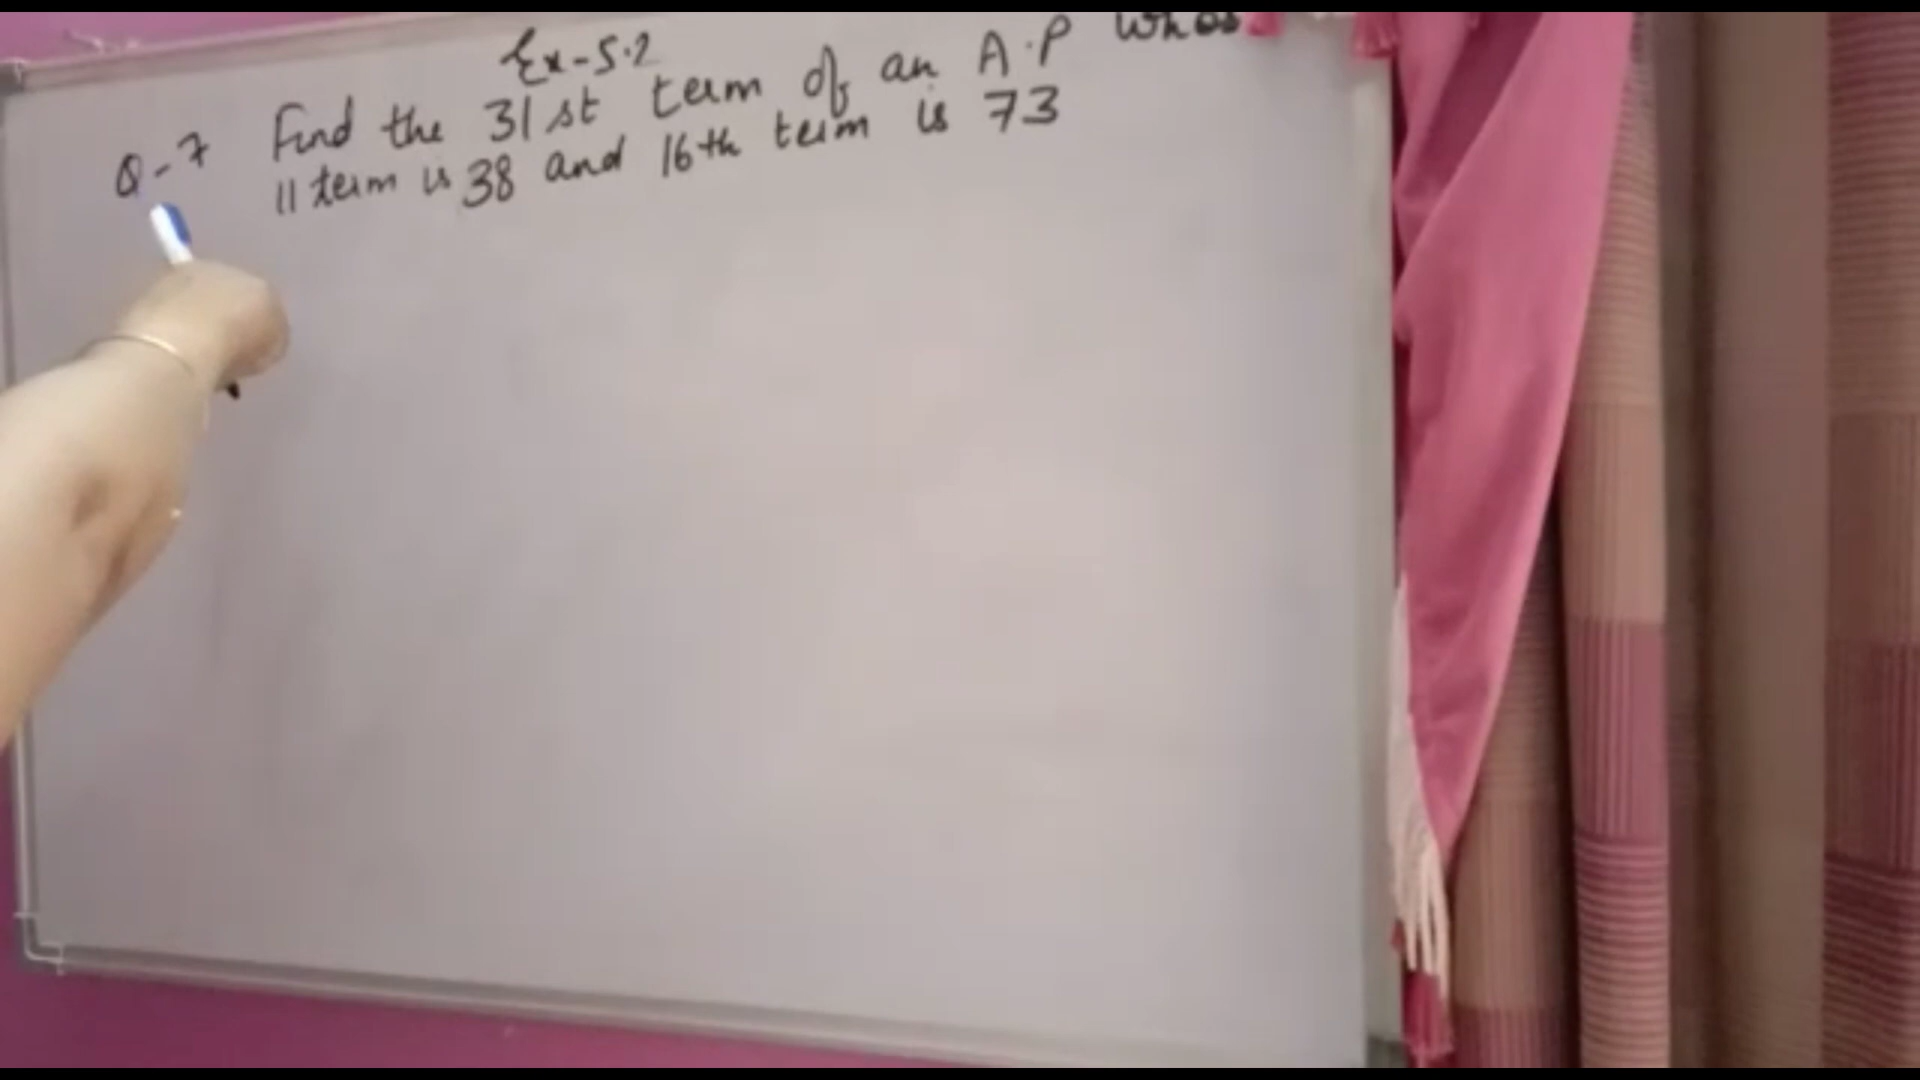 Ex-5.2
Q-7 Find the 31st term of an A.P whos
11 term is 38 and 16th term is 73